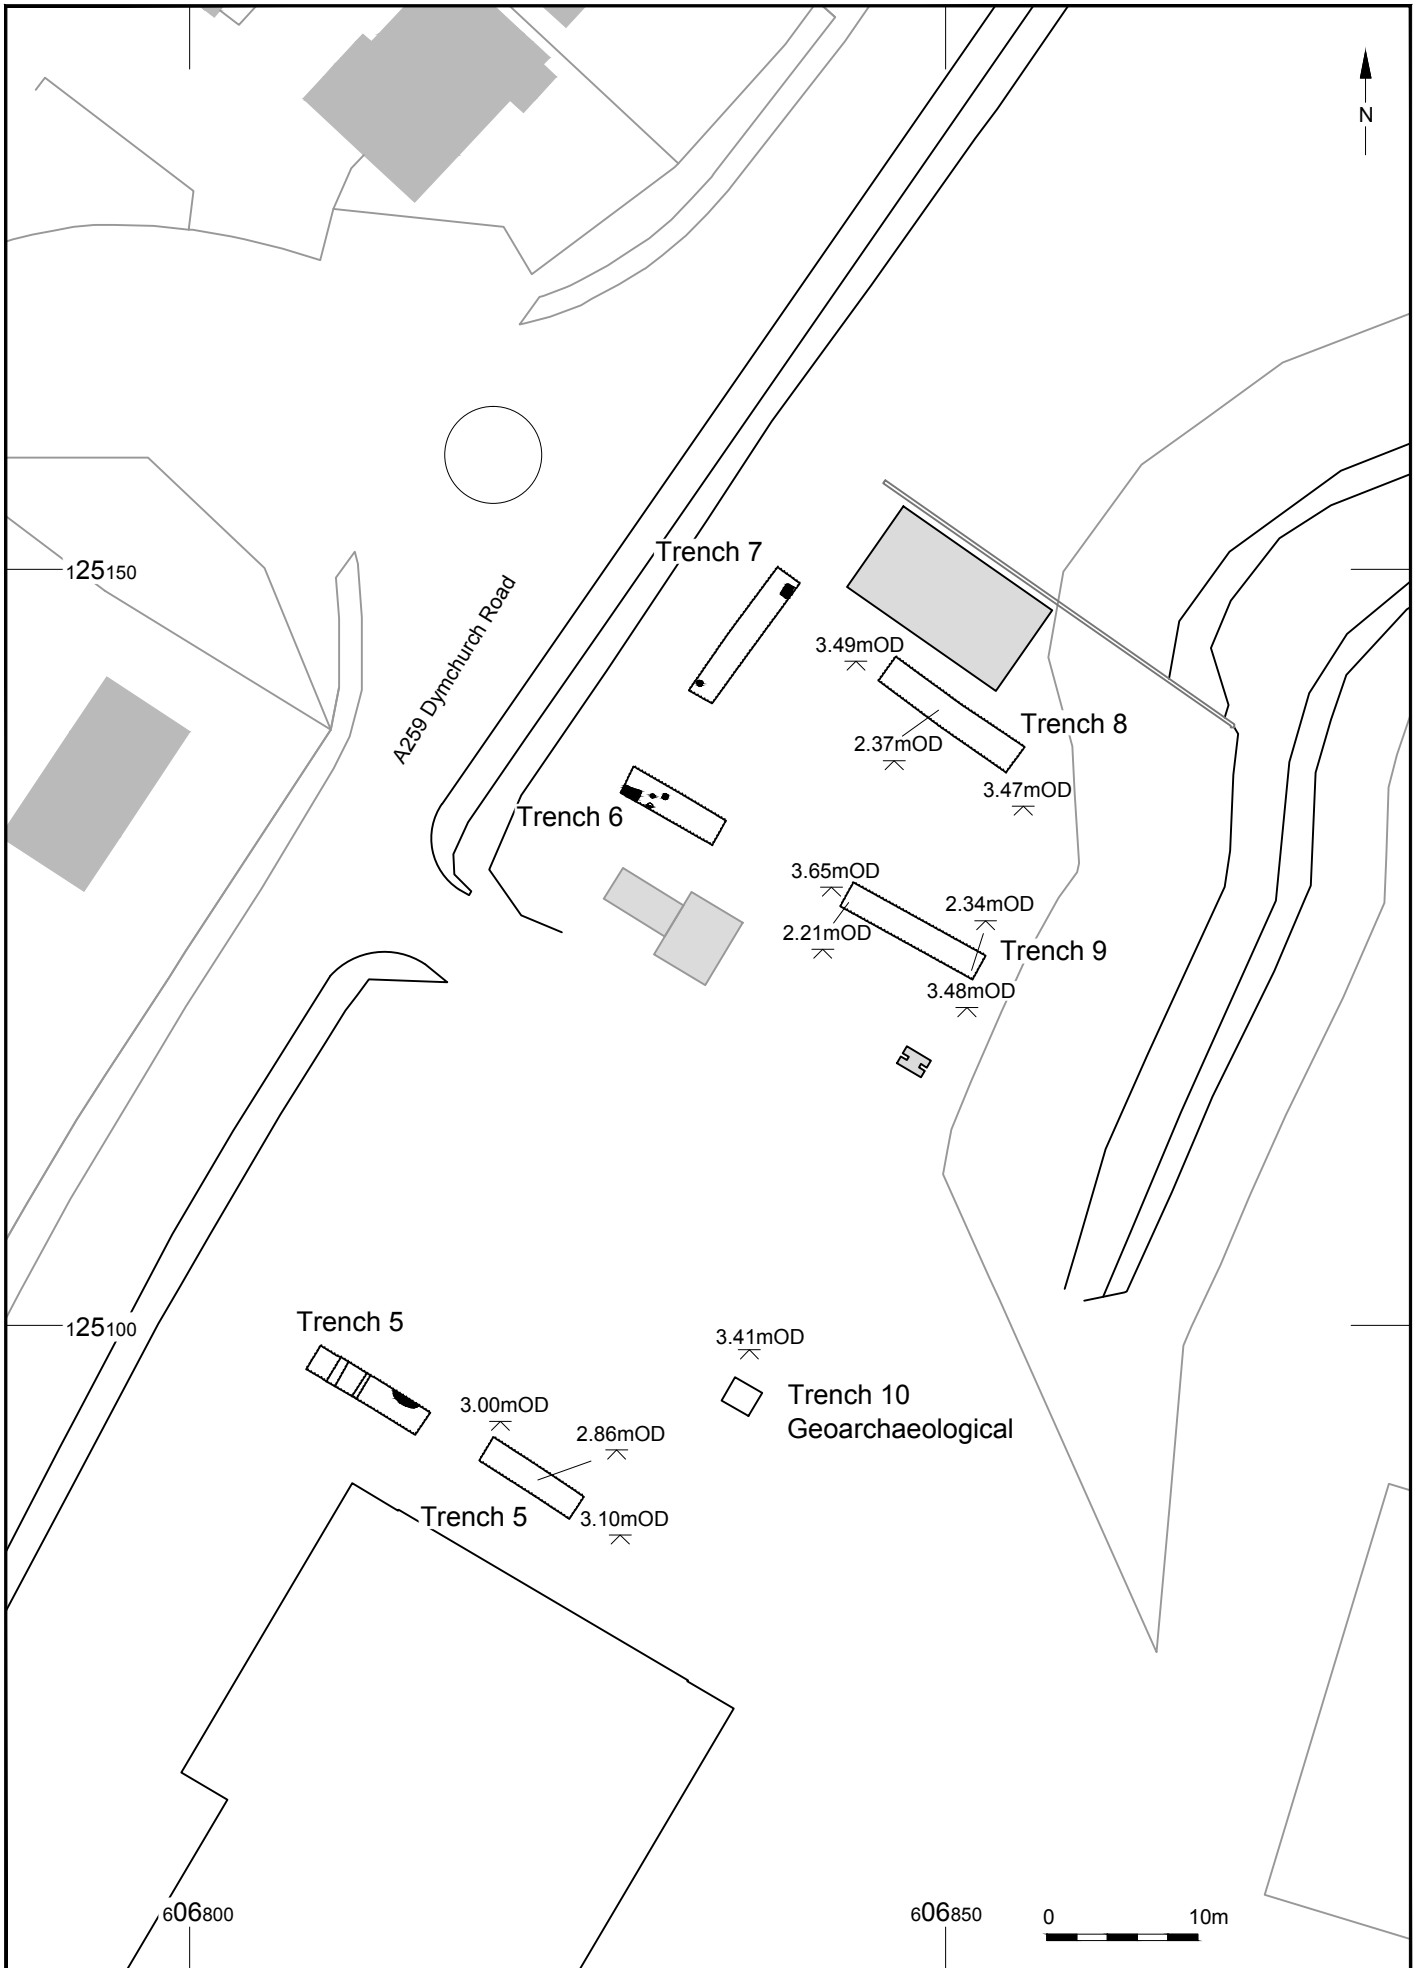 N
Trench 7
125150
A259 Dymchurch Road
3.49mOD
Trench 8
2.37mOD
3.47mOD
Trench 6
3.65mOD
2.34mOD
2.21mOD
Trench 9
3.48mOD
Trench 5
125100
3.41mOD
Trench 10
Geoarchaeological
3.00mOD
2.86mOD
Trench 5
3.10mOD
606800
606850
0 10m